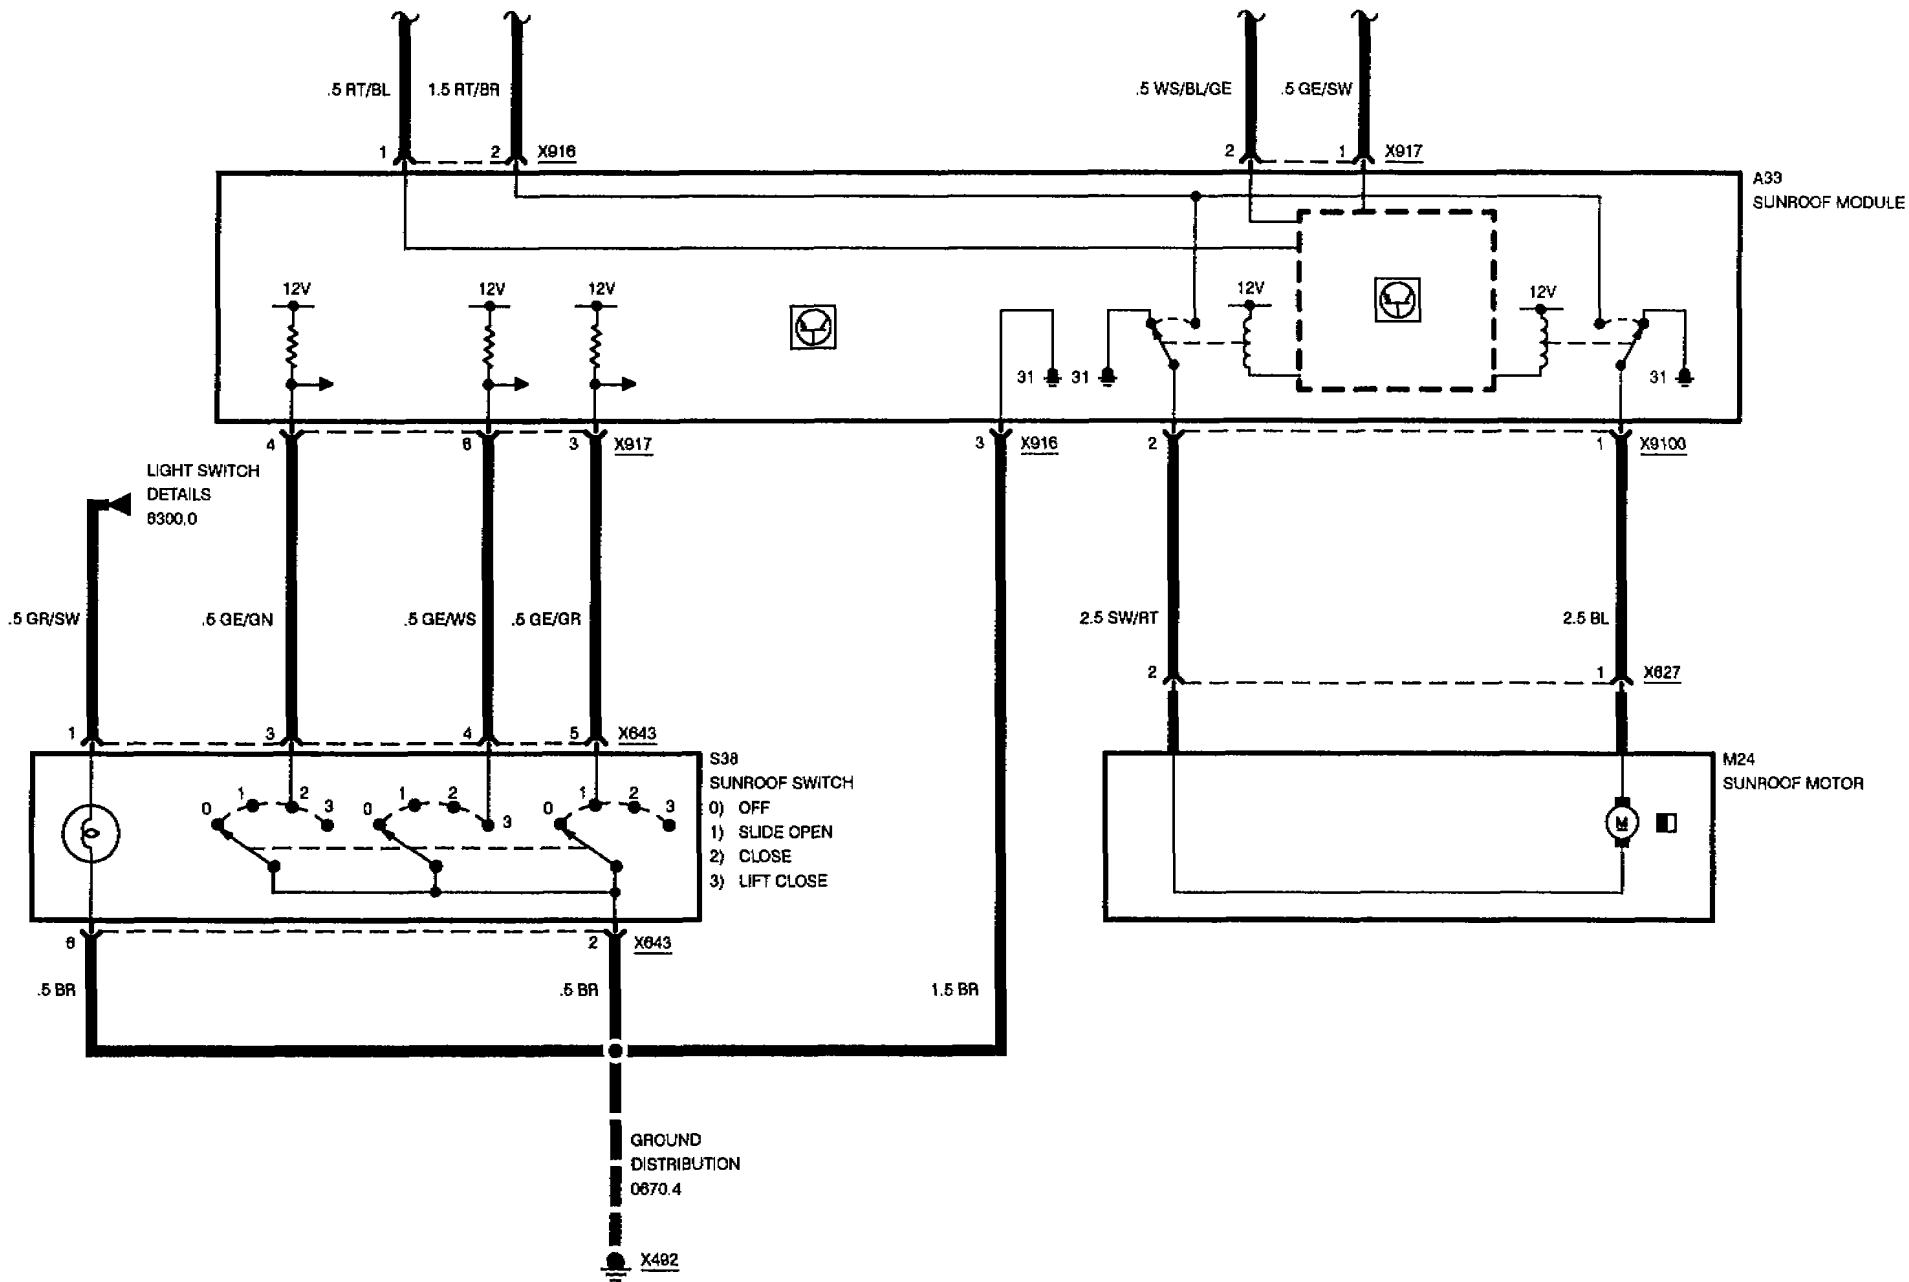 .5 RT/BL 1.5 RT/BR .5 WS/BL/GE .5 GE/SW
1 2 X916 2 1 X917
A33
SUNROOF MODULE
12V 12V 12V 12V 12V
31 31 31
4 6 3 X917 3 X916 2 1 X9100
LIGHT SWITCH
DETAILS
6300.0
.5 GR/SW .5 GE/GN .5 GE/WS .5 GE/GR 2.5 SW/RT 2.5 BL
2 1 X627
1 3 4 5 X643
S38
SUNROOF SWITCH
0) OFF
1) SLIDE OPEN
2) CLOSE
3) LIFT CLOSE
0 1 2 3 0 1 2 3 0 1 2 3
M24
SUNROOF MOTOR
M
6 2 X643
.5 BR .5 BR 1.5 BR
GROUND
DISTRIBUTION
0670.4
X492